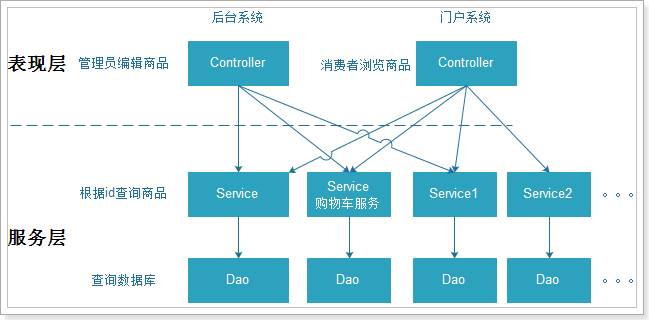 后台系统 门户系统
表现层 管理员编辑商品 Controller 消费者浏览商品 Controller
根据id查询商品 Service Service Service1 Service2
购物车服务
服务层
查询数据库 Dao Dao Dao Dao